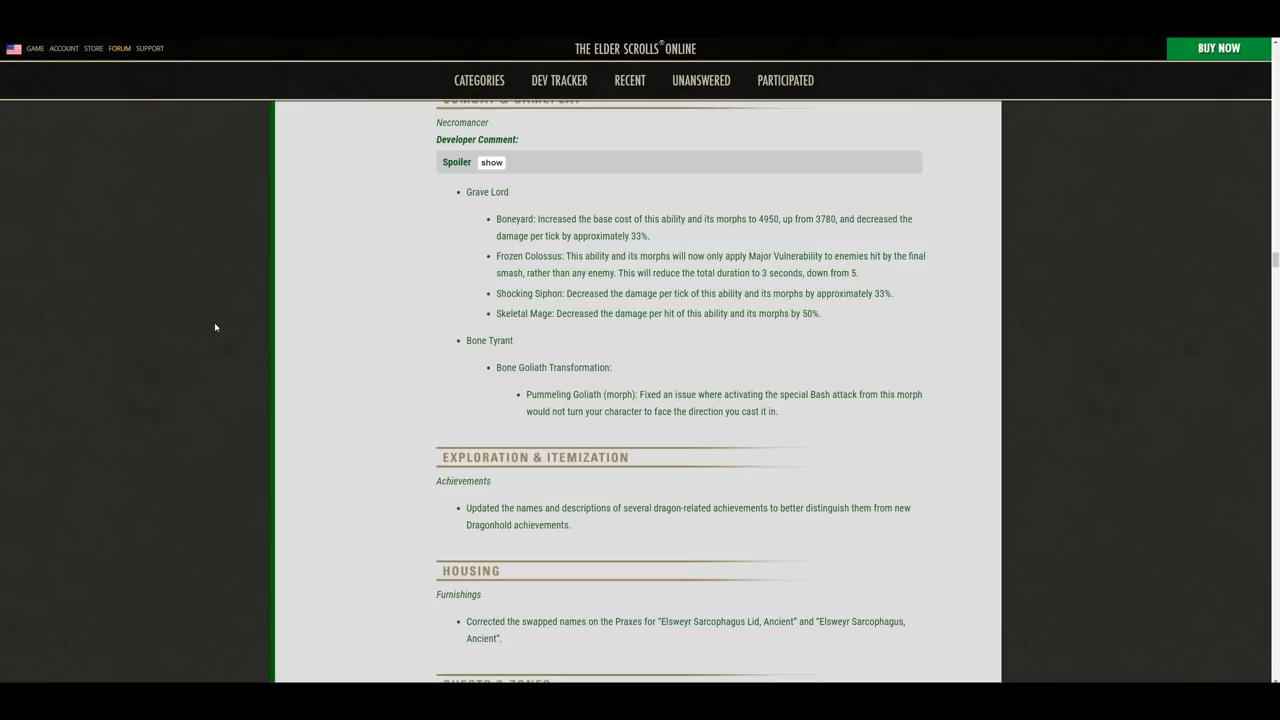 GAME ACCOUNT STORE FORUM SUPPORT
THE ELDER SCROLLS® ONLINE
BUY NOW
CATEGORIES DEV TRACKER RECENT UNANSWERED PARTICIPATED
COMBAT & GAMEPLAY
Necromancer
Developer Comment:
Spoiler show
• Grave Lord
• Boneyard: Increased the base cost of this ability and its morphs to 4950, up from 3780, and decreased the
damage per tick by approximately 33%.
• Frozen Colossus: This ability and its morphs will now only apply Major Vulnerability to enemies hit by the final
smash, rather than any enemy. This will reduce the total duration to 3 seconds, down from 5.
• Shocking Siphon: Decreased the damage per tick of this ability and its morphs by approximately 33%.
• Skeletal Mage: Decreased the damage per hit of this ability and its morphs by 50%.
• Bone Tyrant
• Bone Goliath Transformation:
• Pummeling Goliath (morph): Fixed an issue where activating the special Bash attack from this morph
would not turn your character to face the direction you cast it in.
EXPLORATION & ITEMIZATION
Achievements
• Updated the names and descriptions of several dragon-related achievements to better distinguish them from new
Dragonhold achievements.
HOUSING
Furnishings
• Corrected the swapped names on the Praxes for “Elsweyr Sarcophagus Lid, Ancient” and “Elsweyr Sarcophagus,
Ancient”.
QUESTS & ZONES